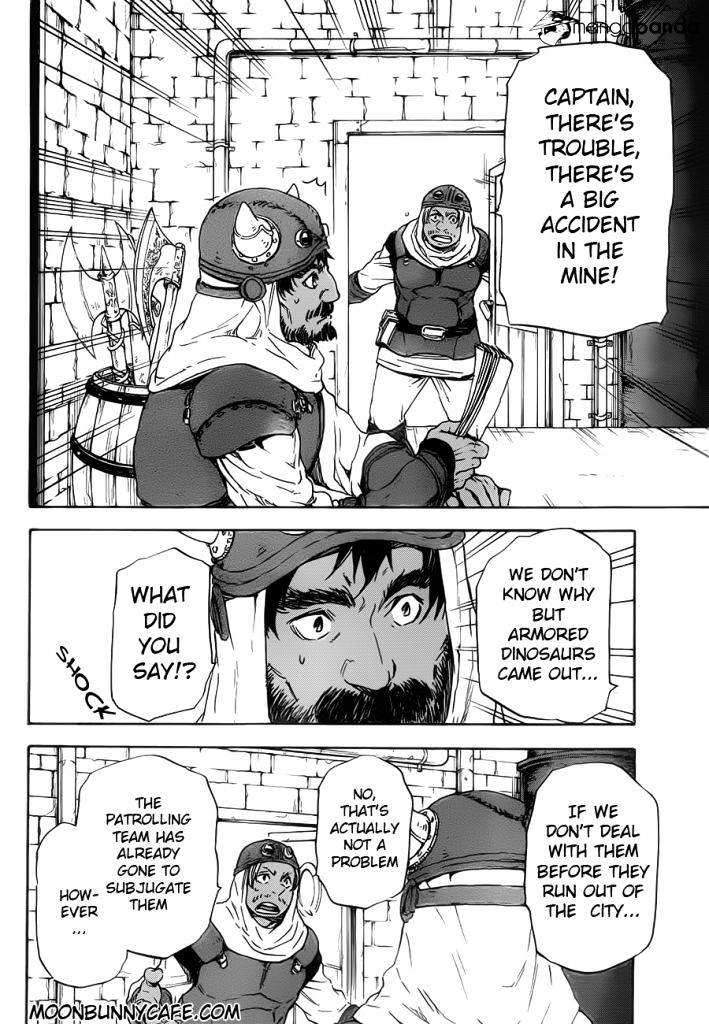 mangapanda
CAPTAIN,
THERE'S
TROUBLE,
THERE'S
A BIG
ACCIDENT
IN THE
MINE!
WE DON'T
KNOW WHY
BUT
ARMORED
DINOSAURS
CAME OUT...
WHAT
DID
YOU
SAY!?
SHOCK
IF WE
DON'T DEAL
WITH THEM
BEFORE THEY
RUN OUT OF
THE CITY...
NO,
THAT'S
ACTUALLY
NOT A
PROBLEM
THE
PATROLLING
TEAM HAS
ALREADY
GONE TO
SUBJUGATE
THEM
HOW-
EVER
...
MOONBUNNYCAFE.COM